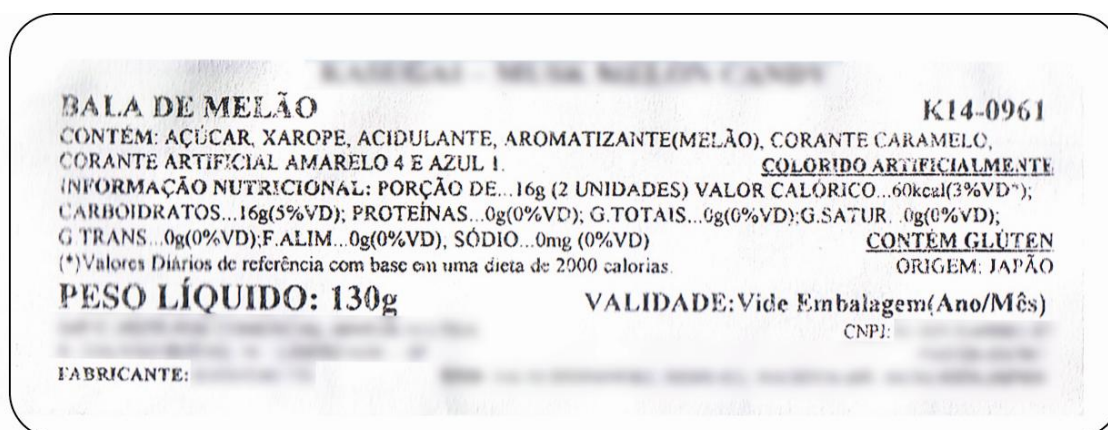 BALA DE MELÃO K14-0961
CONTÉM: AÇÚCAR, XAROPE, ACIDULANTE, AROMATIZANTE(MELÃO), CORANTE CARAMELO,
CORANTE ARTIFICIAL AMARELO 4 E AZUL 1. COLORIDO ARTIFICIALMENTE
INFORMAÇÃO NUTRICIONAL: PORÇÃO DE...16g (2 UNIDADES) VALOR CALÓRICO...60kcal(3%VD*);
CARBOIDRATOS...16g(5%VD); PROTEÍNAS...0g(0%VD); G.TOTAIS...0g(0%VD);G.SATUR. .0g(0%VD);
G TRANS...0g(0%VD);F.ALIM...0g(0%VD), SÓDIO...0mg (0%VD) CONTÉM GLÚTEN
(*)Valores Diários de referência com base em uma dieta de 2000 calorias. ORIGEM: JAPÃO
PESO LÍQUIDO: 130g VALIDADE:Vide Embalagem(Ano/Mês)
CNPJ:
FABRICANTE: